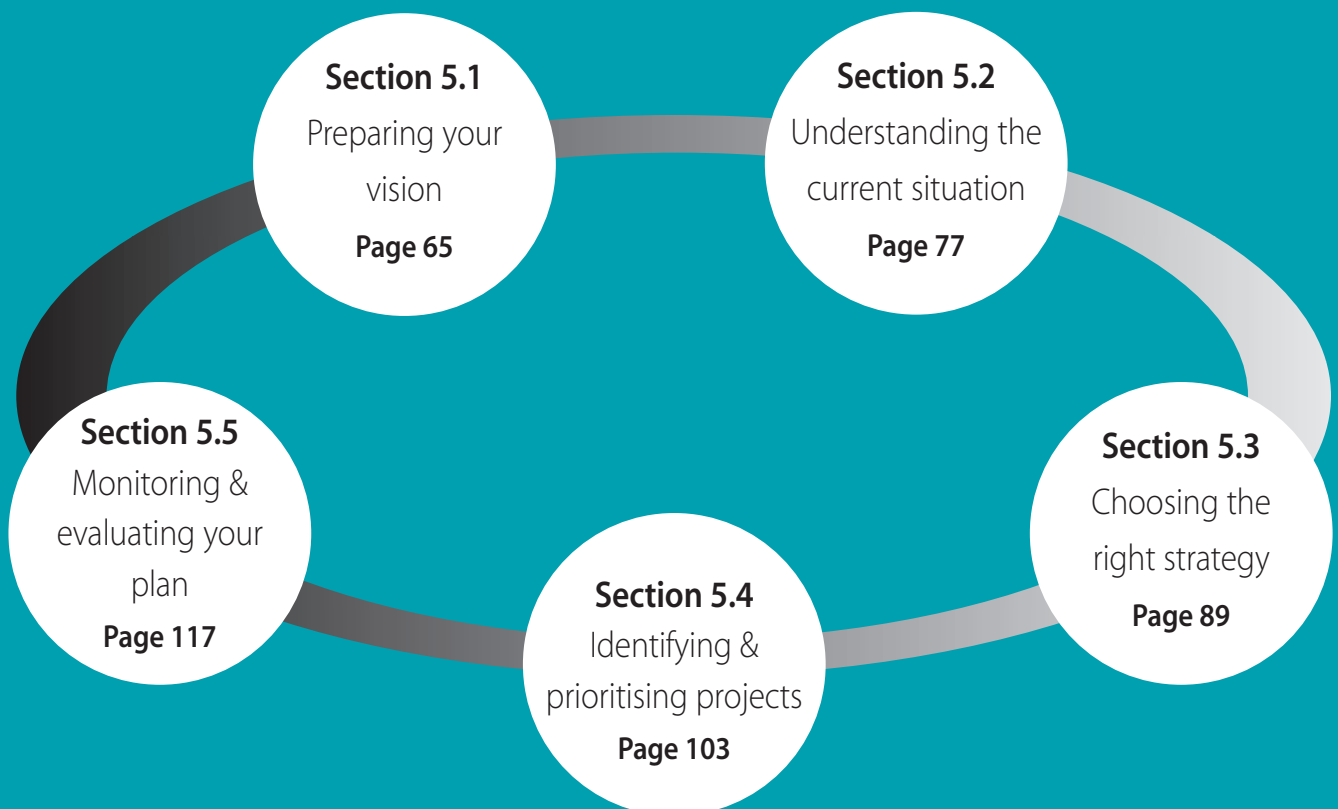 Section 5.1
Preparing your
vision
Page 65
Section 5.2
Understanding the
current situation
Page 77
Section 5.3
Choosing the
right strategy
Page 89
Section 5.4
Identifying &
prioritising projects
Page 103
Section 5.5
Monitoring &
evaluating your
plan
Page 117